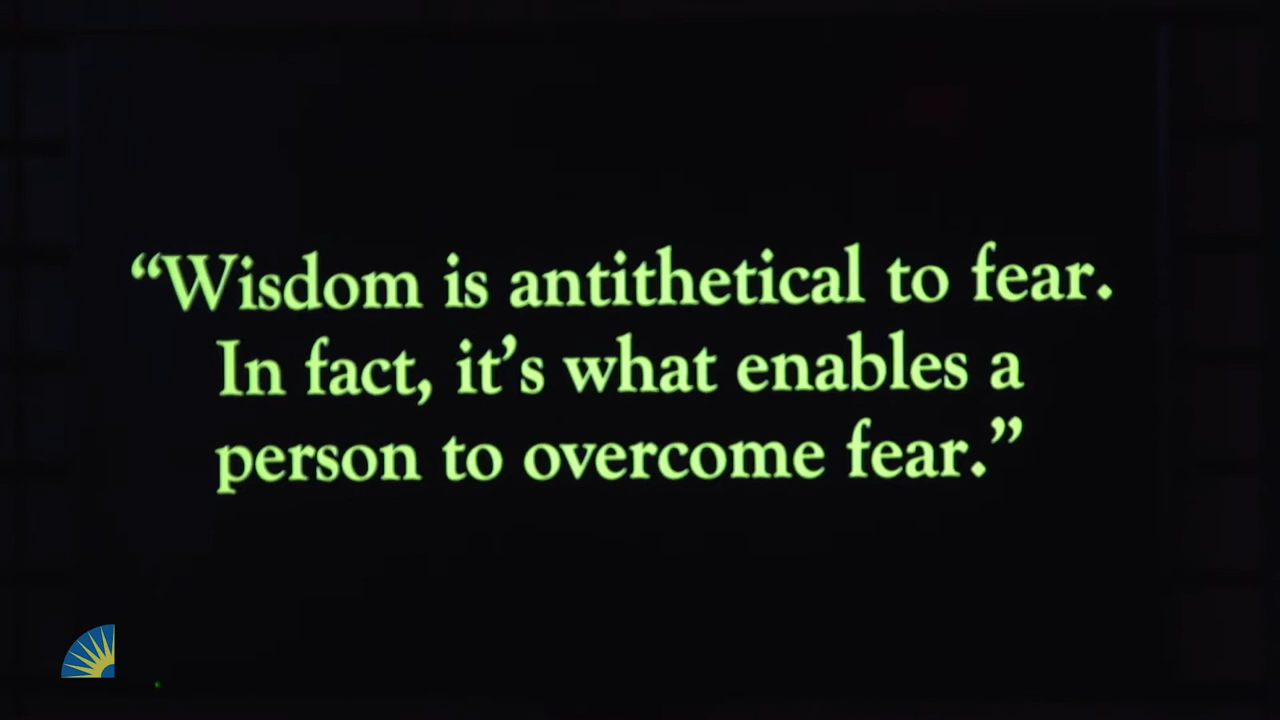 “Wisdom is antithetical to fear.
In fact, it’s what enables a
person to overcome fear.”